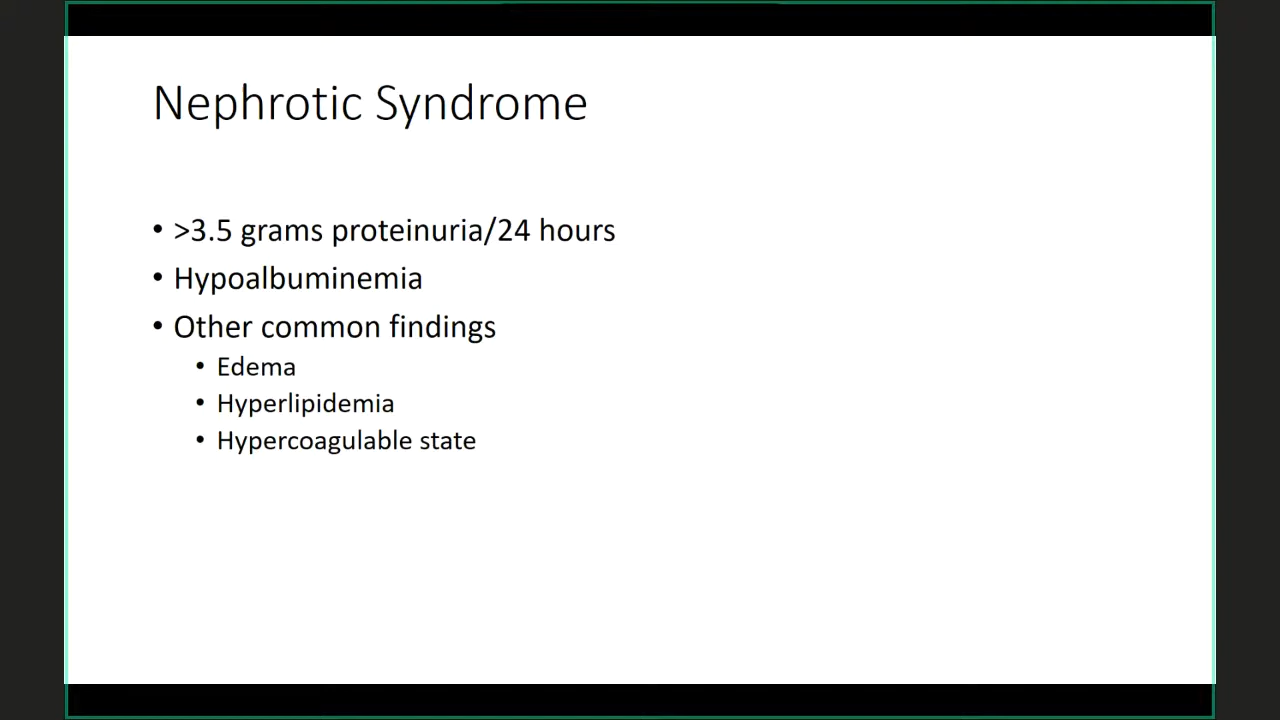 Nephrotic Syndrome
• >3.5 grams proteinuria/24 hours
• Hypoalbuminemia
• Other common findings
• Edema
• Hyperlipidemia
• Hypercoagulable state